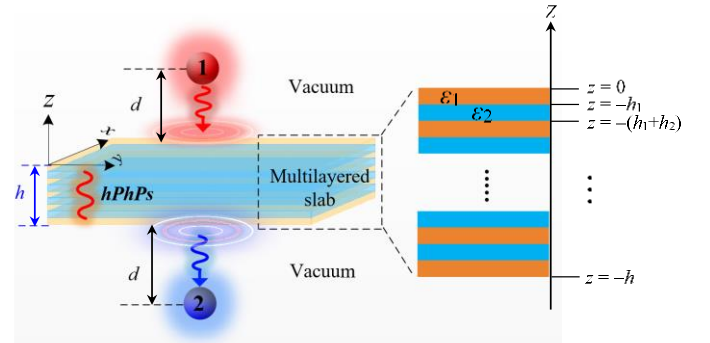 1
d
Vacuum
z
x
y
h
hPhPs
Multilayered
slab
d
Vacuum
2
Z
ε1
ε2
z = 0
z = −h₁
z = −(h₁+h₂)
z = −h